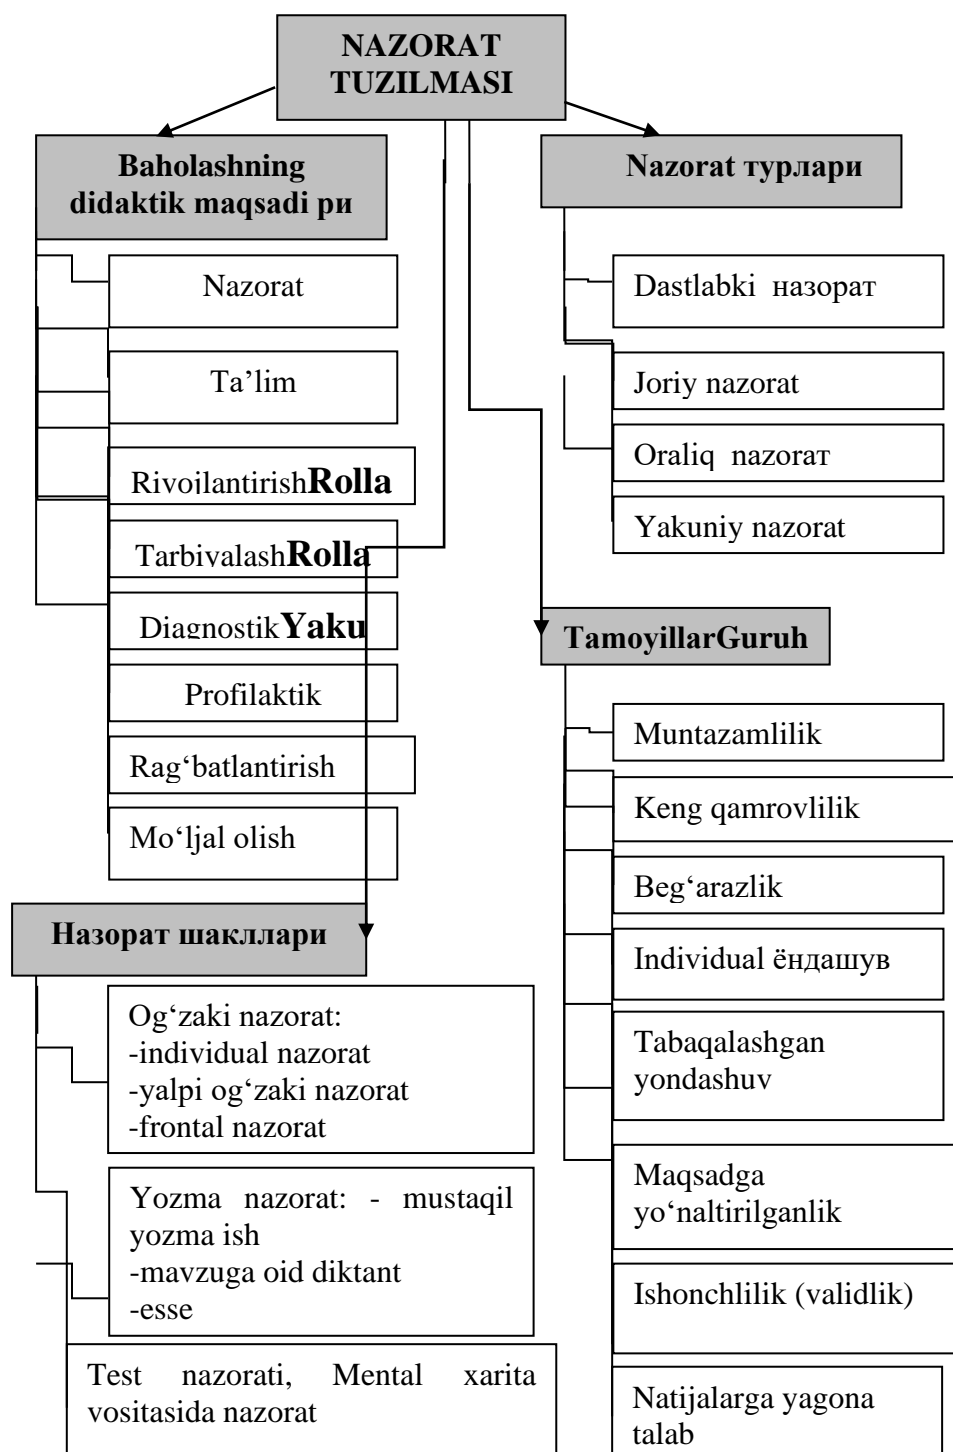 NAZORAT
TUZILMASI
Baholashning
didaktik maqsadi ри
Nazorat
Ta’lim
RivojlantirishRolla
TarbiyalashRolla
DiagnostikYaku
Profilaktik
Rag‘batlantirish
Mo‘ljal olish
Nazorat турлари
Dastlabki назорат
Joriy nazorat
Oraliq nazoraт
Yakuniy nazorat
TamoyillarGuruh
Muntazamlilik
Keng qamrovlilik
Beg‘arazlik
Individual ёндашув
Tabaqalashgan
yondashuv
Maqsadga
yo‘naltirilganlik
Ishonchlilik (validlik)
Natijalarga yagona
talab
Назорат шакллари
Og‘zaki nazorat:
-individual nazorat
-yalpi og‘zaki nazorat
-frontal nazorat
Yozma nazorat: - mustaqil
yozma ish
-mavzuga oid diktant
-esse
Test nazorati, Mental xarita
vositasida nazorat